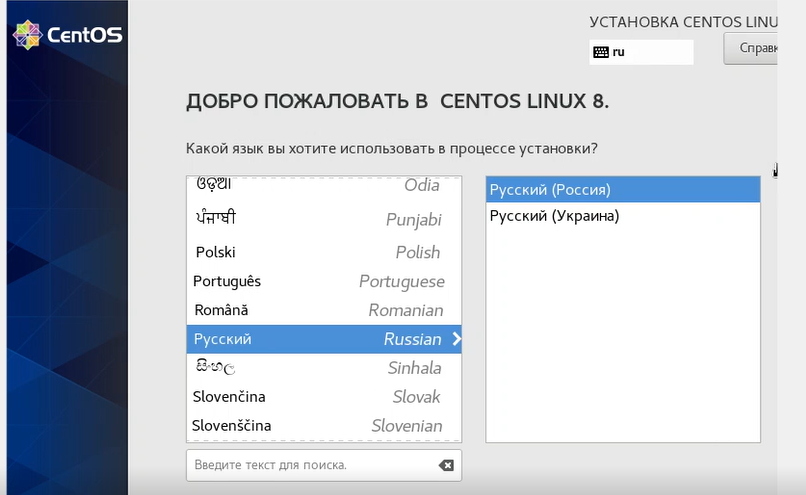 CentOS
УСТАНОВКА CENTOS LINU
ru
Справк
ДОБРО ПОЖАЛОВАТЬ В CENTOS LINUX 8.
Какой язык вы хотите использовать в процессе установки?
ଓଡ଼ିଆ Odia
ਪੰਜਾਬੀ Punjabi
Polski Polish
Português Portuguese
Română Romanian
Русский Russian
සිංහල Sinhala
Slovenčina Slovak
Slovenščina Slovenian
Русский (Россия)
Русский (Украина)
Введите текст для поиска.